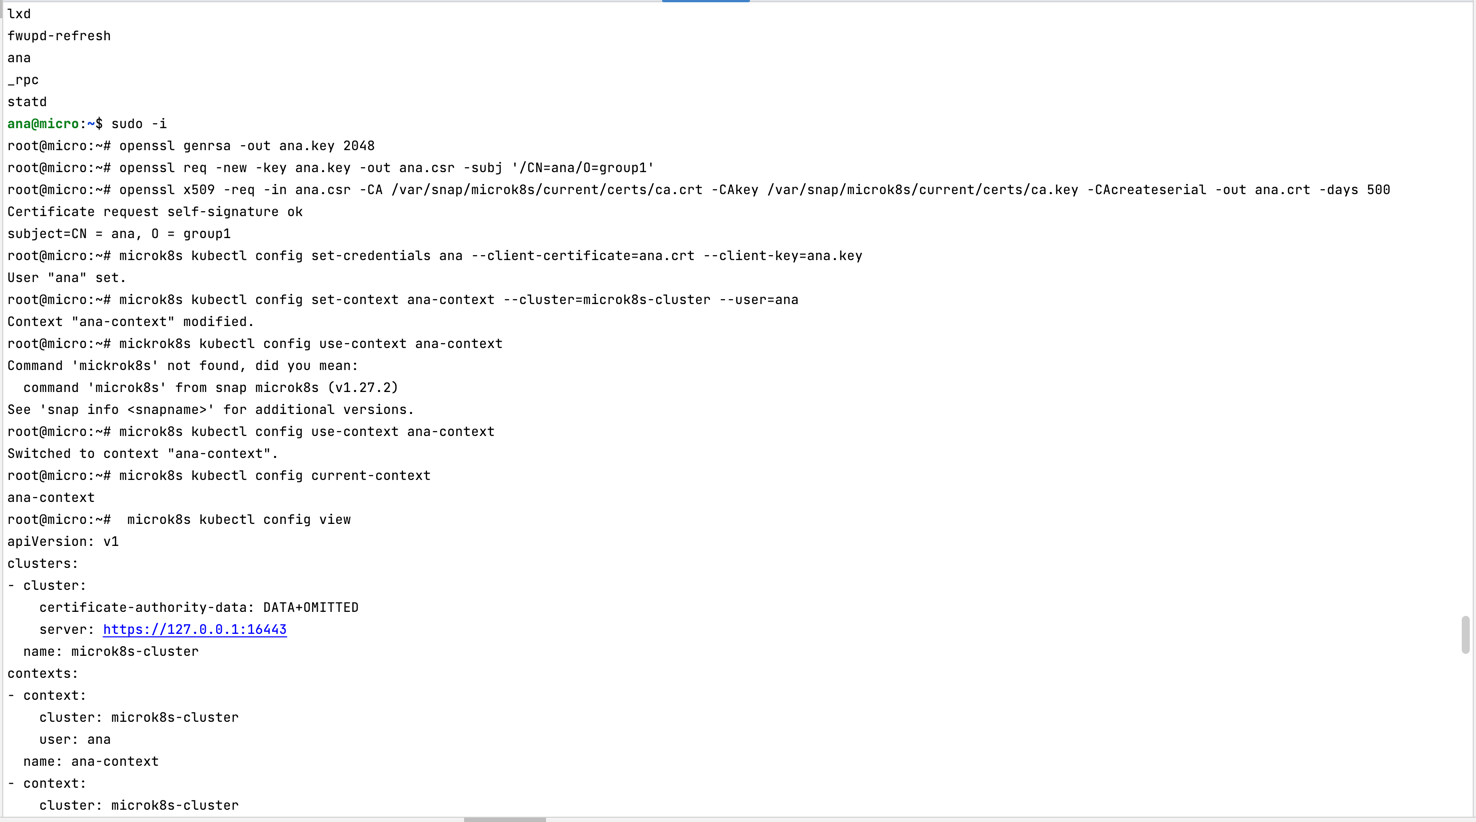 lxd
fwupd-refresh
ana
_rpc
statd
ana@micro:~$ sudo -i
root@micro:~# openssl genrsa -out ana.key 2048
root@micro:~# openssl req -new -key ana.key -out ana.csr -subj '/CN=ana/O=group1'
root@micro:~# openssl x509 -req -in ana.csr -CA /var/snap/microk8s/current/certs/ca.crt -CAkey /var/snap/microk8s/current/certs/ca.key -CAcreateserial -out ana.crt -days 500
Certificate request self-signature ok
subject=CN = ana, O = group1
root@micro:~# microk8s kubectl config set-credentials ana --client-certificate=ana.crt --client-key=ana.key
User "ana" set.
root@micro:~# microk8s kubectl config set-context ana-context --cluster=microk8s-cluster --user=ana
Context "ana-context" modified.
root@micro:~# mickrok8s kubectl config use-context ana-context
Command 'mickrok8s' not found, did you mean:
  command 'microk8s' from snap microk8s (v1.27.2)
See 'snap info <snapname>' for additional versions.
root@micro:~# microk8s kubectl config use-context ana-context
Switched to context "ana-context".
root@micro:~# microk8s kubectl config current-context
ana-context
root@micro:~#  microk8s kubectl config view
apiVersion: v1
clusters:
- cluster:
    certificate-authority-data: DATA+OMITTED
    server: https://127.0.0.1:16443
  name: microk8s-cluster
contexts:
- context:
    cluster: microk8s-cluster
    user: ana
  name: ana-context
- context:
    cluster: microk8s-cluster